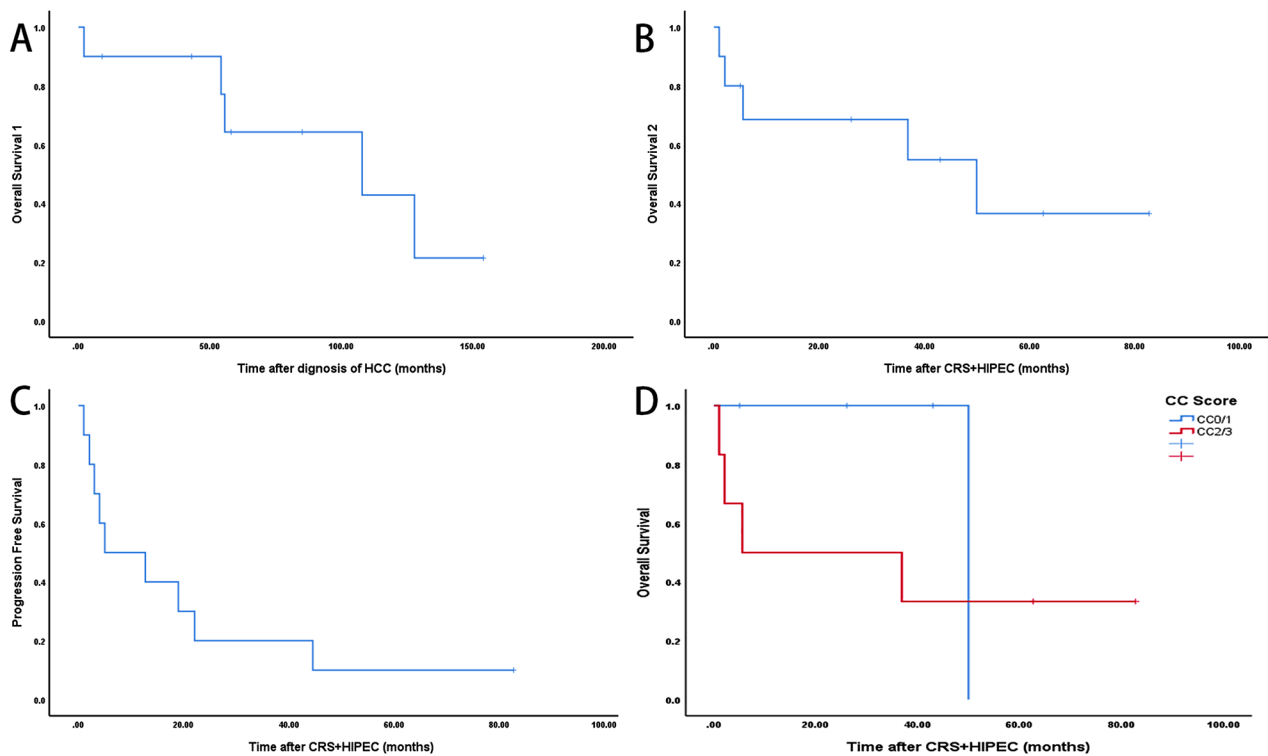 A
Overall Survival 1
1.0
0.8
0.6
0.4
0.2
0.0
.00 50.00 100.00 150.00 200.00
Time after dignosis of HCC (months)
B
Overall Survival 2
1.0
0.8
0.6
0.4
0.2
0.0
.00 20.00 40.00 60.00 80.00 100.00
Time after CRS+HIPEC (months)
C
Progression Free Survival
1.0
0.8
0.6
0.4
0.2
0.0
.00 20.00 40.00 60.00 80.00 100.00
Time after CRS+HIPEC (months)
D
Overall Survival
1.0
0.8
0.6
0.4
0.2
0.0
.00 20.00 40.00 60.00 80.00 100.00
Time after CRS+HIPEC (months)
CC Score
CC0/1
CC2/3